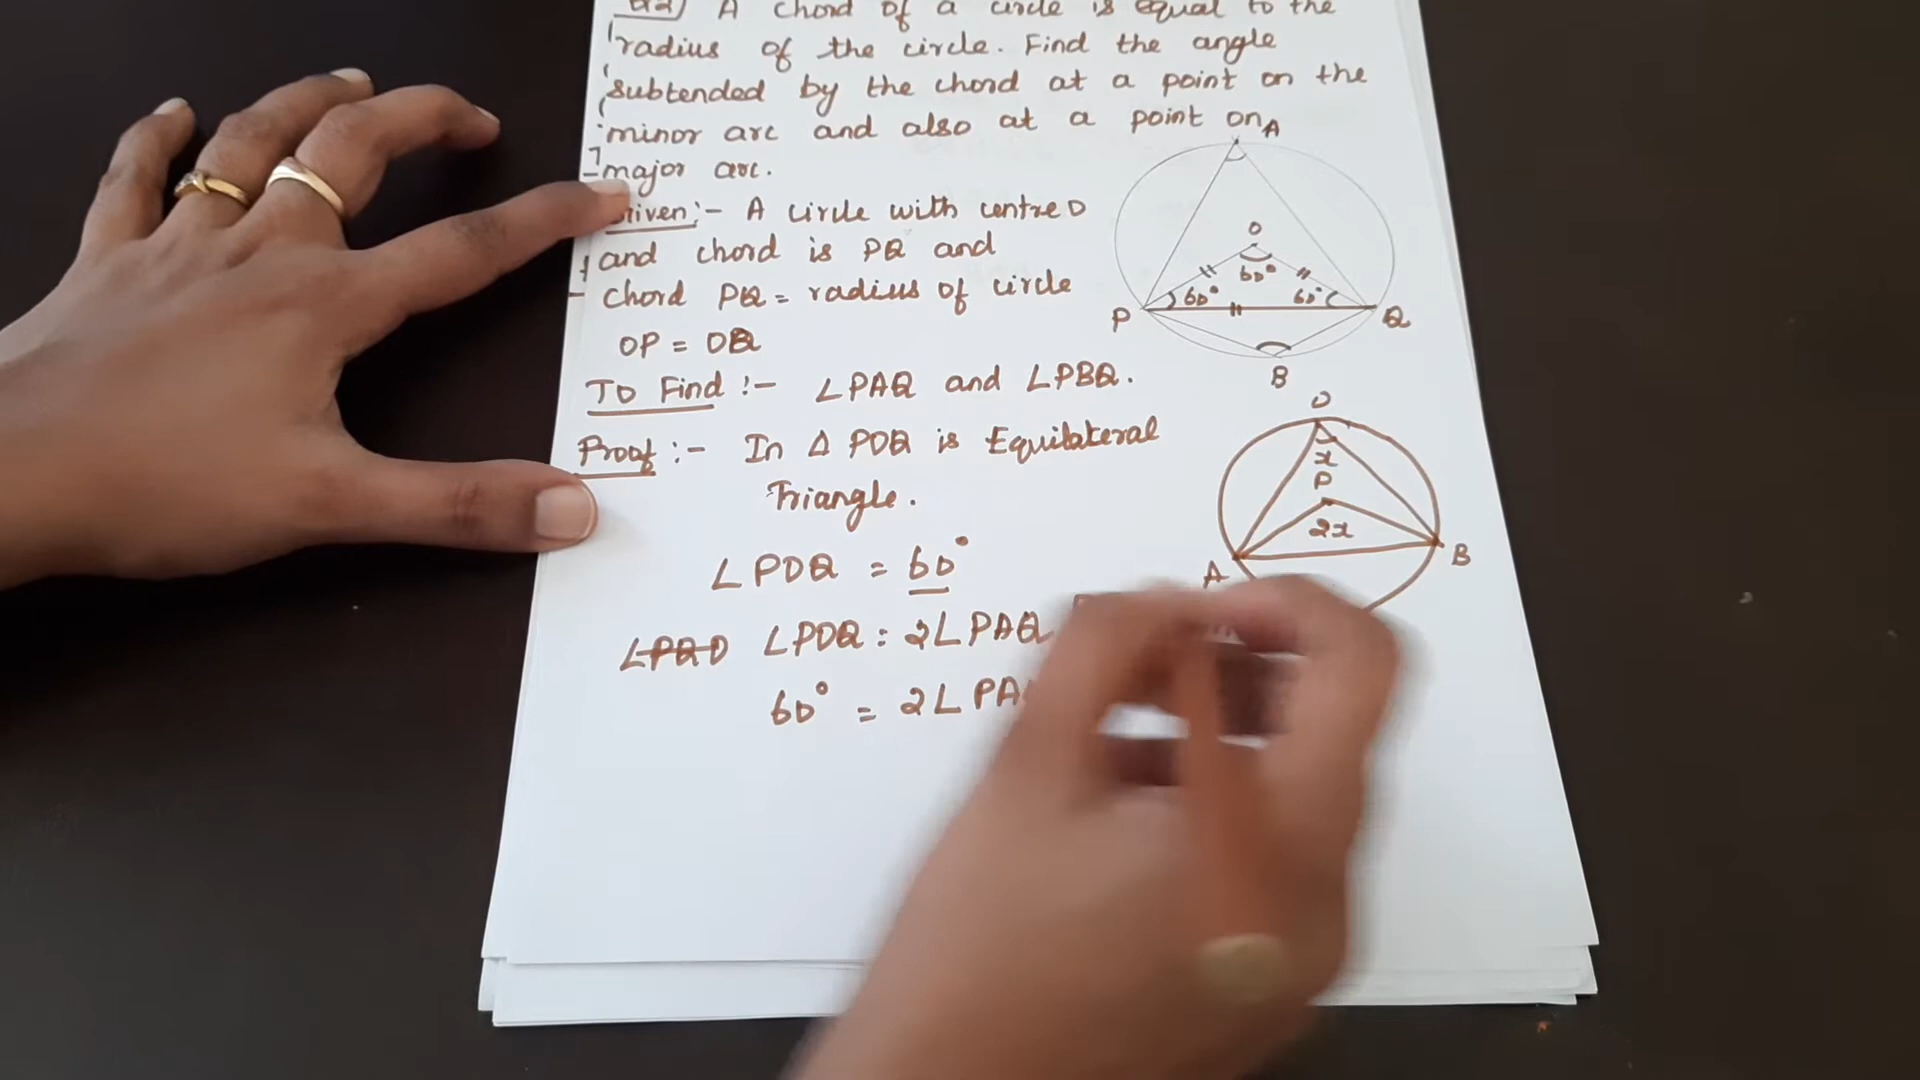 Q2) A chord of a circle is equal to the
radius of the circle. Find the angle
subtended by the chord at a point on the
minor arc and also at a point on
major arc.
Given:- A circle with centre O
and chord is PQ and
chord PQ = radius of circle
OP = OQ
To Find :- ∠PAQ and ∠PBQ.
Proof :- In Δ POQ is Equilateral
Triangle.
∠POQ = 60°
∠PQO ∠POQ = 2∠PAQ
60° = 2∠PA
A
O
60°
60° 60°
P Q
B
O
x
P
2x
A B